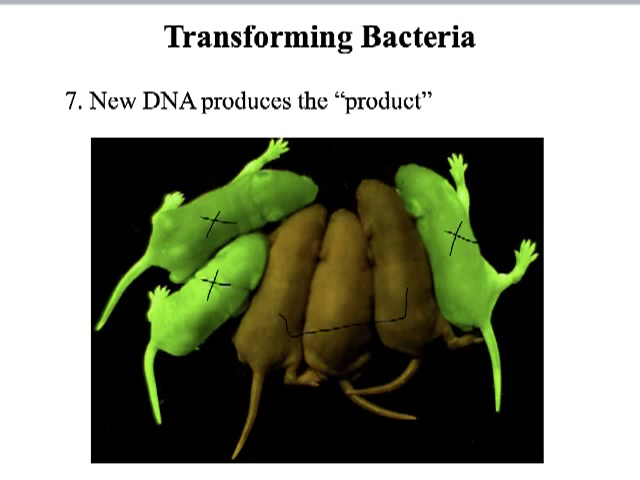 Transforming Bacteria
7. New DNA produces the “product”